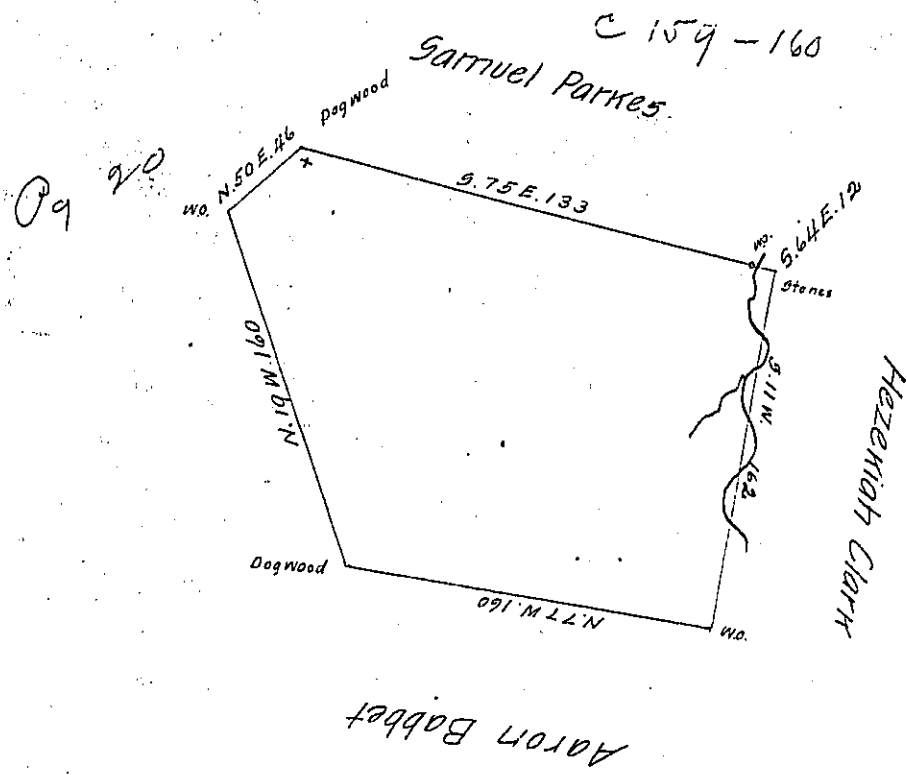 C 159 - 160
Samuel Parkes.
Pg 20
Dogwood
N.50 E.46
W.O.
S.75 E.133
W.O.
S.64 E.12
Stones
S.11 W. 162
Hezekiah Clark
N.19 W.160
Dogwood
N.77 W.160
W.O.
Aaron Babbet